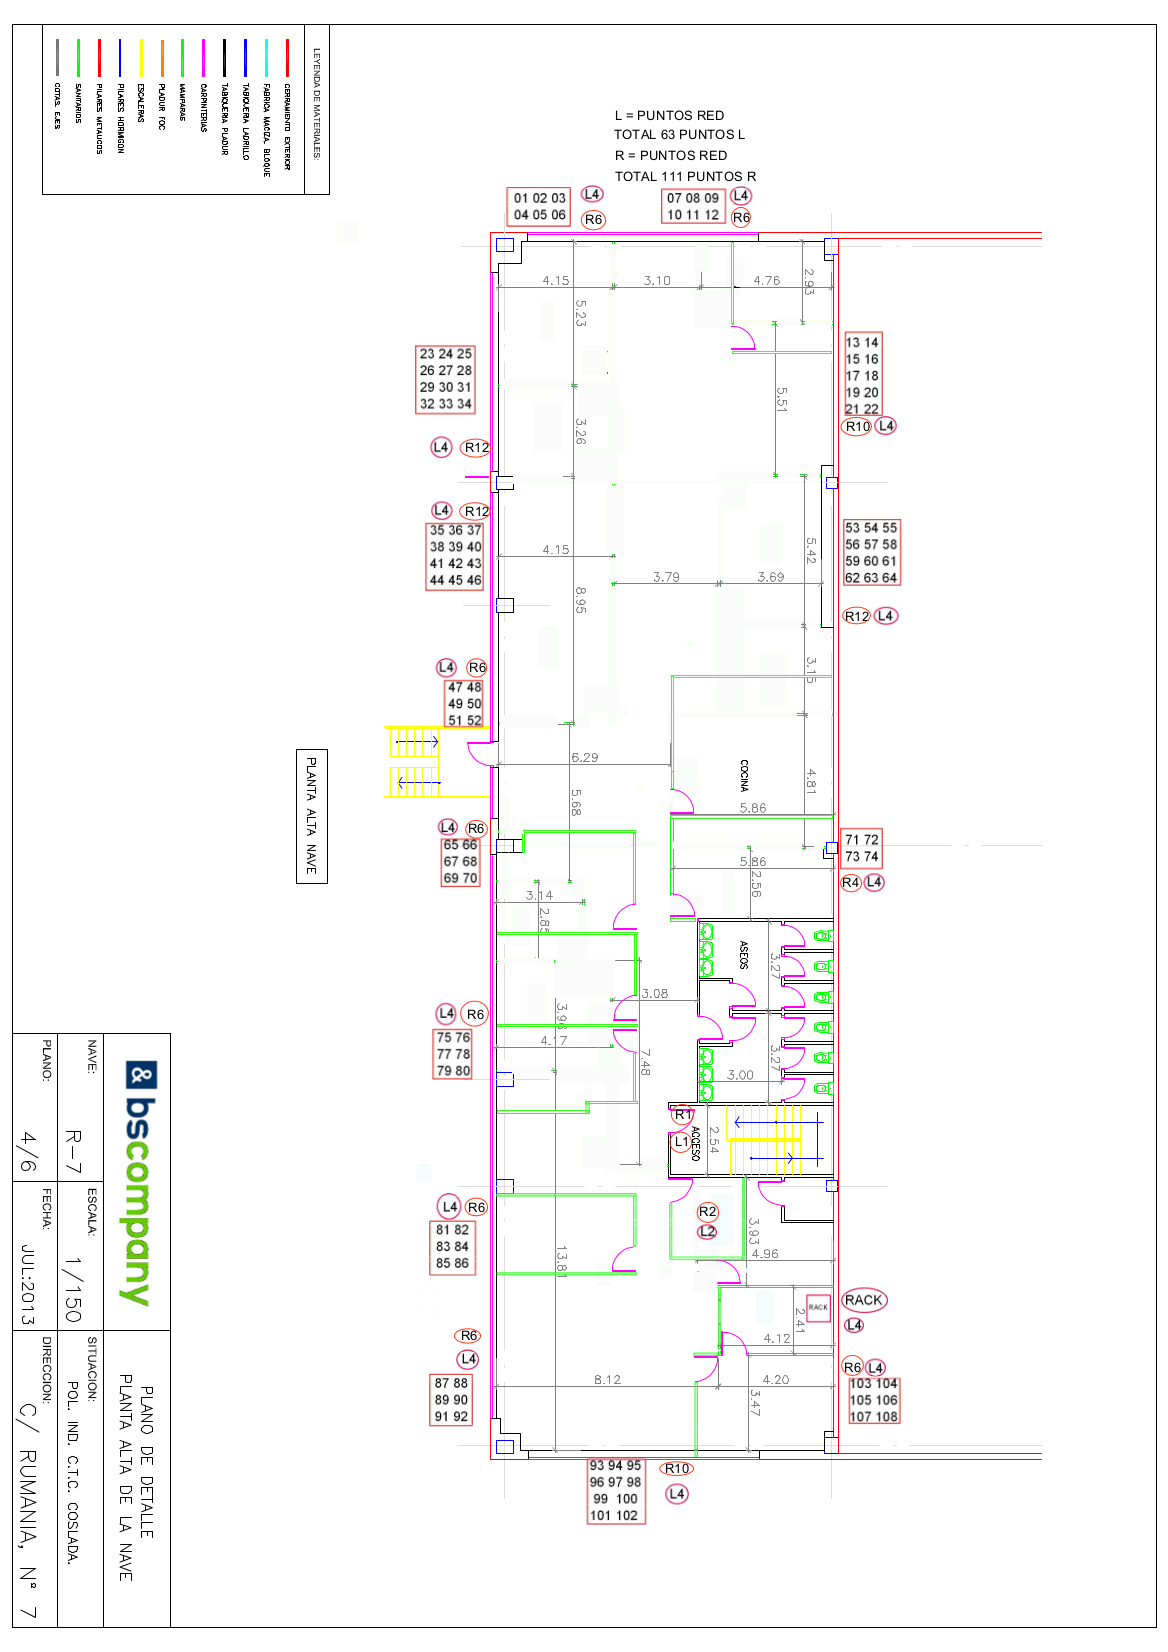 LEYENDA DE MATERIALES:
CERRAMIENTO EXTERIOR
FABRICA MACIZA. BLOQUE
TABIQUERIA LADRILLO
TABIQUERIA PLADUR
CARPINTERIAS
MAMPARAS
PLADUR FOC
ESCALERAS
PILARES HORMIGON
PILARES METALICOS
SANITARIOS
COTAS. EJES
L = PUNTOS RED
TOTAL 63 PUNTOS L
R = PUNTOS RED
TOTAL 111 PUNTOS R
01 02 03
04 05 06
L4
R6
07 08 09
10 11 12
L4
R6
4.15
3.10
4.76
2.93
5.23
13 14
15 16
17 18
19 20
21 22
R10
L4
23 24 25
26 27 28
29 30 31
32 33 34
L4
R12
5.51
3.26
L4
R12
35 36 37
38 39 40
41 42 43
44 45 46
53 54 55
56 57 58
59 60 61
62 63 64
R12
L4
4.15
5.42
3.79
3.69
8.95
3.15
L4
R6
47 48
49 50
51 52
6.29
COCINA
4.81
5.68
5.86
PLANTA ALTA NAVE
L4
R6
65 66
67 68
69 70
71 72
73 74
R4
L4
5.86
2.56
3.14
2.85
ASEOS
3.27
3.08
L4
R6
75 76
77 78
79 80
3.96
4.17
7.48
3.27
3.00
R1
L1
ACCESO
2.54
L4
R6
81 82
83 84
85 86
R2
L2
3.93
4.96
13.81
RACK
RACK
L4
2.41
4.12
R6
L4
87 88
89 90
91 92
R6
L4
103 104
105 106
107 108
8.12
4.20
3.47
93 94 95
96 97 98
99 100
101 102
R10
L4
& bscompany
PLANO DE DETALLE
PLANTA ALTA DE LA NAVE
NAVE:
R-7
ESCALA:
1/150
SITUACION:
POL. IND. C.T.C. COSLADA.
PLANO:
4/6
FECHA:
JUL:2013
DIRECCION:
C/ RUMANIA, N° 7